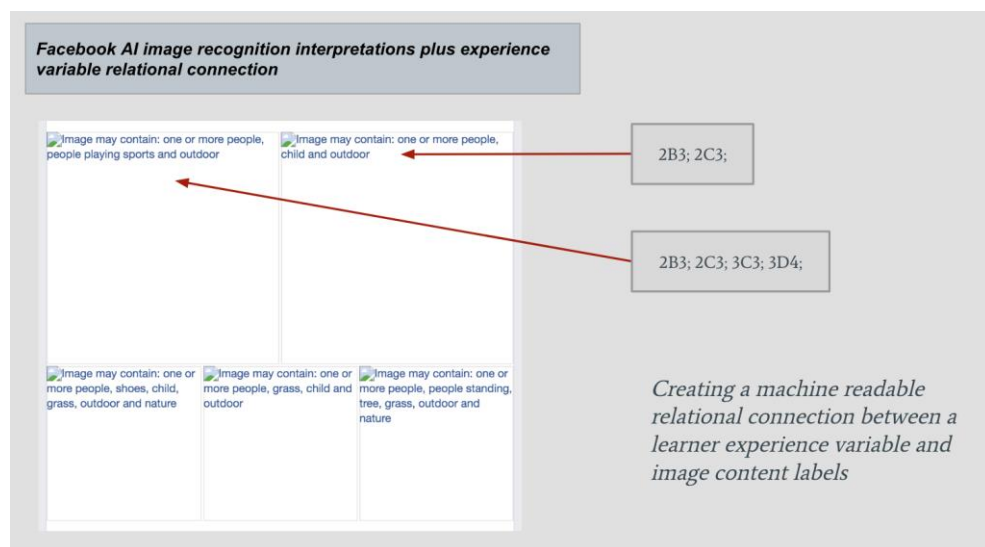 Facebook AI image recognition interpretations plus experience
variable relational connection
Image may contain: one or more people,
people playing sports and outdoor
Image may contain: one or more people,
child and outdoor
2B3; 2C3;
2B3; 2C3; 3C3; 3D4;
Image may contain: one or
more people, shoes, child,
grass, outdoor and nature
Image may contain: one or
more people, grass, child and
outdoor
Image may contain: one or
more people, people standing,
tree, grass, outdoor and
nature
Creating a machine readable
relational connection between a
learner experience variable and
image content labels